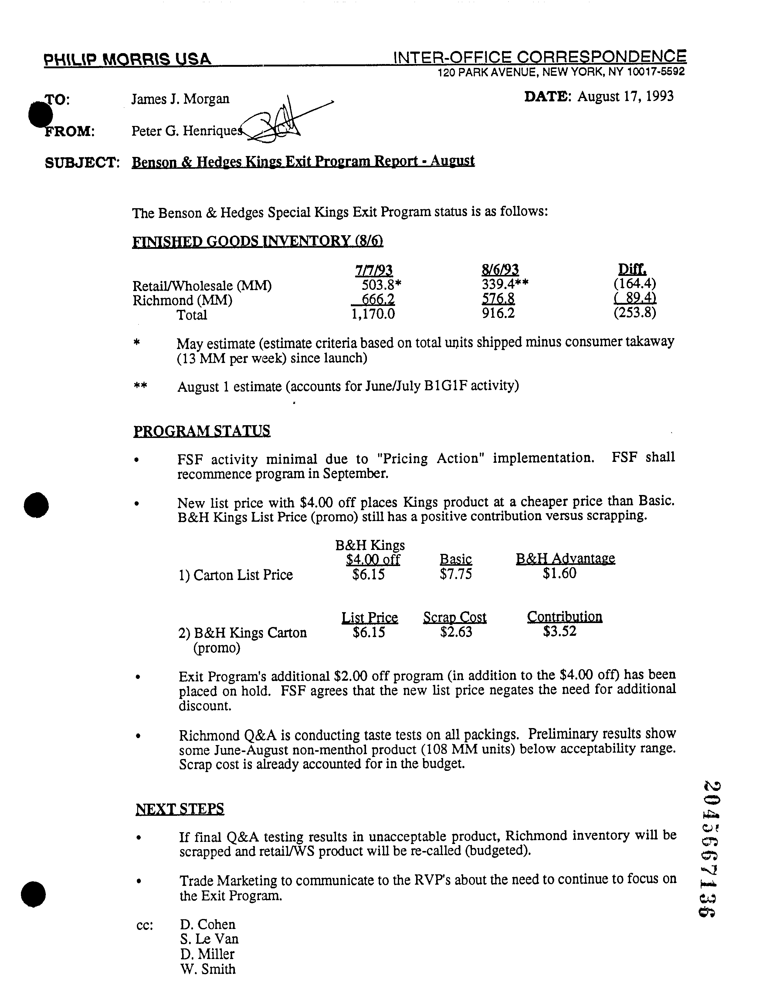 PHILIP MORRIS USA INTER-OFFICE CORRESPONDENCE
120 PARK AVENUE, NEW YORK, NY 10017-5592
TO: James J. Morgan DATE: August 17, 1993
FROM: Peter G. Henriques
SUBJECT: Benson & Hedges Kings Exit Program Report - August
The Benson & Hedges Special Kings Exit Program status is as follows:
FINISHED GOODS INVENTORY (8/6)
7/7/93 8/6/93 Diff.
Retail/Wholesale (MM) 503.8* 339.4** (164.4)
Richmond (MM) 666.2 576.8 ( 89.4)
Total 1,170.0 916.2 (253.8)
* May estimate (estimate criteria based on total units shipped minus consumer takaway
(13 MM per week) since launch)
** August 1 estimate (accounts for June/July B1G1F activity)
PROGRAM STATUS
• FSF activity minimal due to "Pricing Action" implementation. FSF shall
recommence program in September.
• New list price with $4.00 off places Kings product at a cheaper price than Basic.
B&H Kings List Price (promo) still has a positive contribution versus scrapping.
B&H Kings
$4.00 off Basic B&H Advantage
1) Carton List Price $6.15 $7.75 $1.60
List Price Scrap Cost Contribution
2) B&H Kings Carton $6.15 $2.63 $3.52
(promo)
• Exit Program's additional $2.00 off program (in addition to the $4.00 off) has been
placed on hold. FSF agrees that the new list price negates the need for additional
discount.
• Richmond Q&A is conducting taste tests on all packings. Preliminary results show
some June-August non-menthol product (108 MM units) below acceptability range.
Scrap cost is already accounted for in the budget.
NEXT STEPS
• If final Q&A testing results in unacceptable product, Richmond inventory will be
scrapped and retail/WS product will be re-called (budgeted).
• Trade Marketing to communicate to the RVP's about the need to continue to focus on
the Exit Program.
cc: D. Cohen
S. Le Van
D. Miller
W. Smith
2045667136